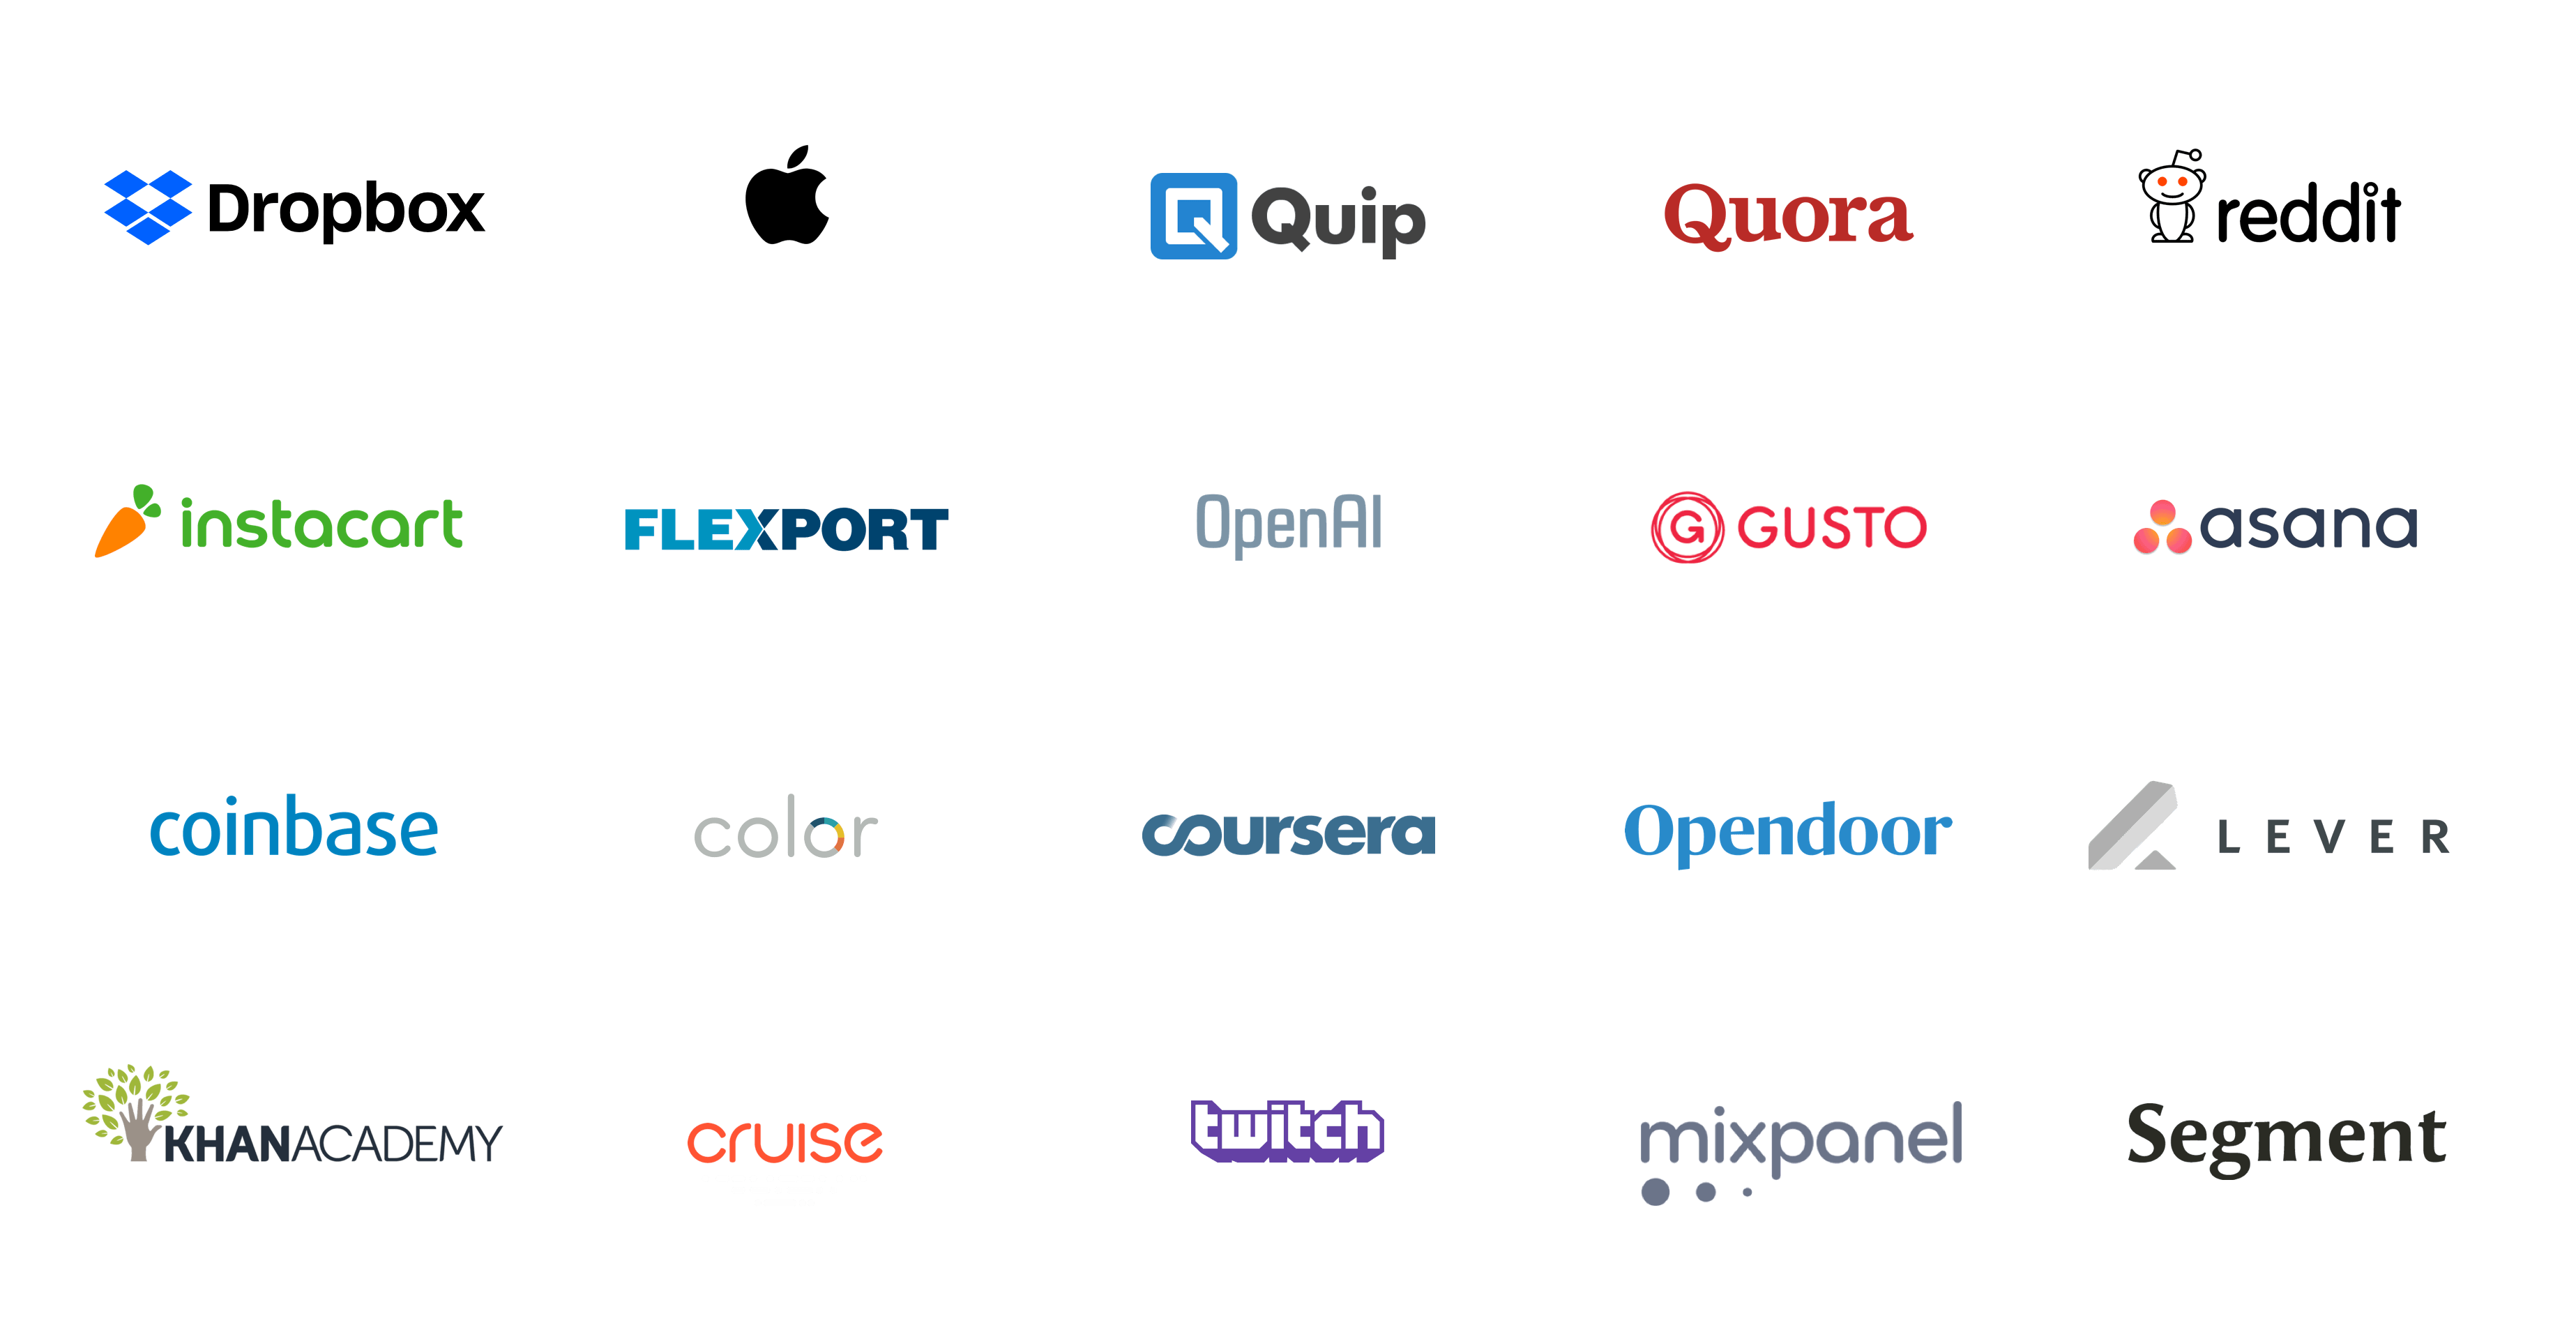 Dropbox
Quip
Quora
reddit
instacart
FLEXPORT
OpenAI
G GUSTO
asana
coinbase
color
coursera
Opendoor
LEVER
KHANACADEMY
cruise
twitch
mixpanel
Segment